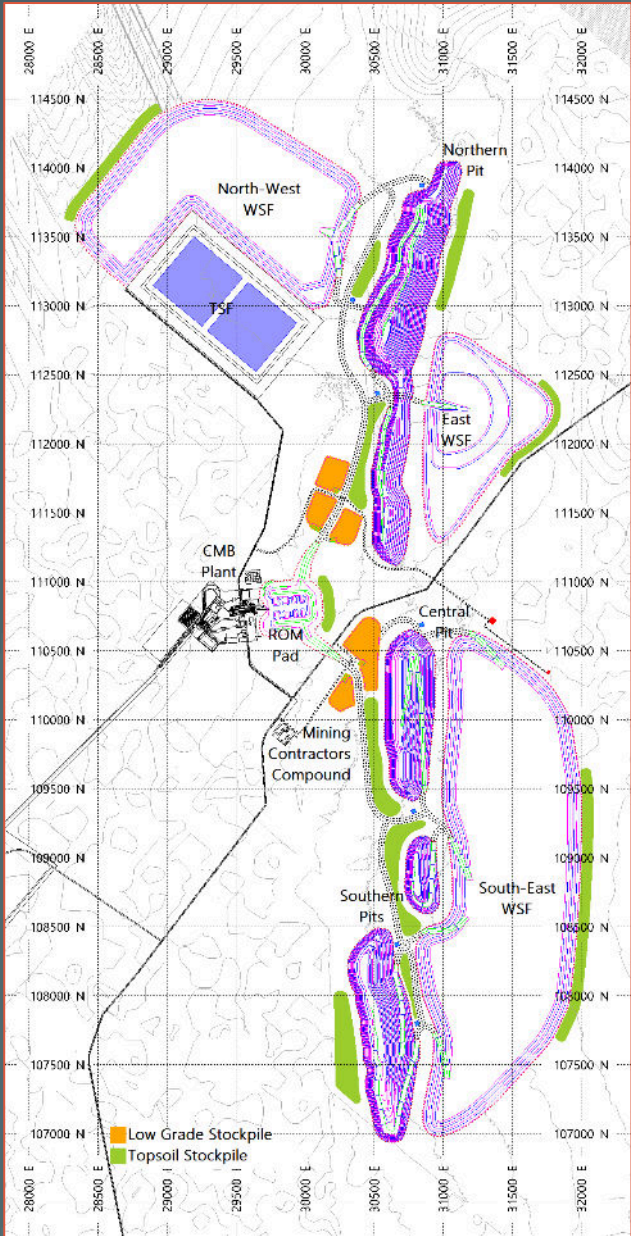 28000 E
28500 E
29000 E
29500 E
30000 E
30500 E
31000 E
31500 E
32000 E
114500 N
114500 N
Northern
Pit
114000 N
114000 N
North-West
WSF
113500 N
113500 N
TSF
113000 N
113000 N
112500 N
112500 N
East
WSF
112000 N
112000 N
111500 N
111500 N
CMB
Plant
111000 N
111000 N
Central
Pit
ROM
Pad
110500 N
110500 N
110000 N
110000 N
Mining
Contractors
Compound
109500 N
109500 N
109000 N
109000 N
Southern
Pits
South-East
WSF
108500 N
108500 N
108000 N
108000 N
107500 N
107500 N
107000 N
107000 N
Low Grade Stockpile
Topsoil Stockpile
28000 E
28500 E
29000 E
29500 E
30000 E
30500 E
31000 E
31500 E
32000 E